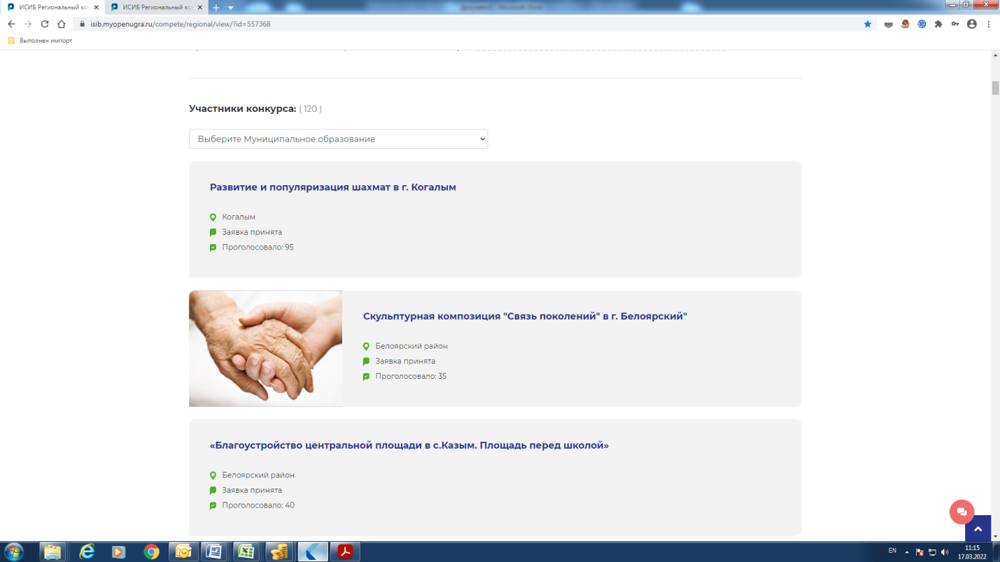 ИСИБ Региональный ко
ИСИБ Региональный ко
isib.myopenugra.ru/compete/regional/view/?id=557368
Выполнен импорт
Участники конкурса: ( 120 )
Выберите Муниципальное образование
Развитие и популяризация шахмат в г. Когалым
Когалым
Заявка принята
Проголосовало: 95
Скульптурная композиция "Связь поколений" в г. Белоярский"
Белоярский район
Заявка принята
Проголосовало: 35
«Благоустройство центральной площади в с.Казым. Площадь перед школой»
Белоярский район
Заявка принята
Проголосовало: 40
EN
11:15
17.03.2022